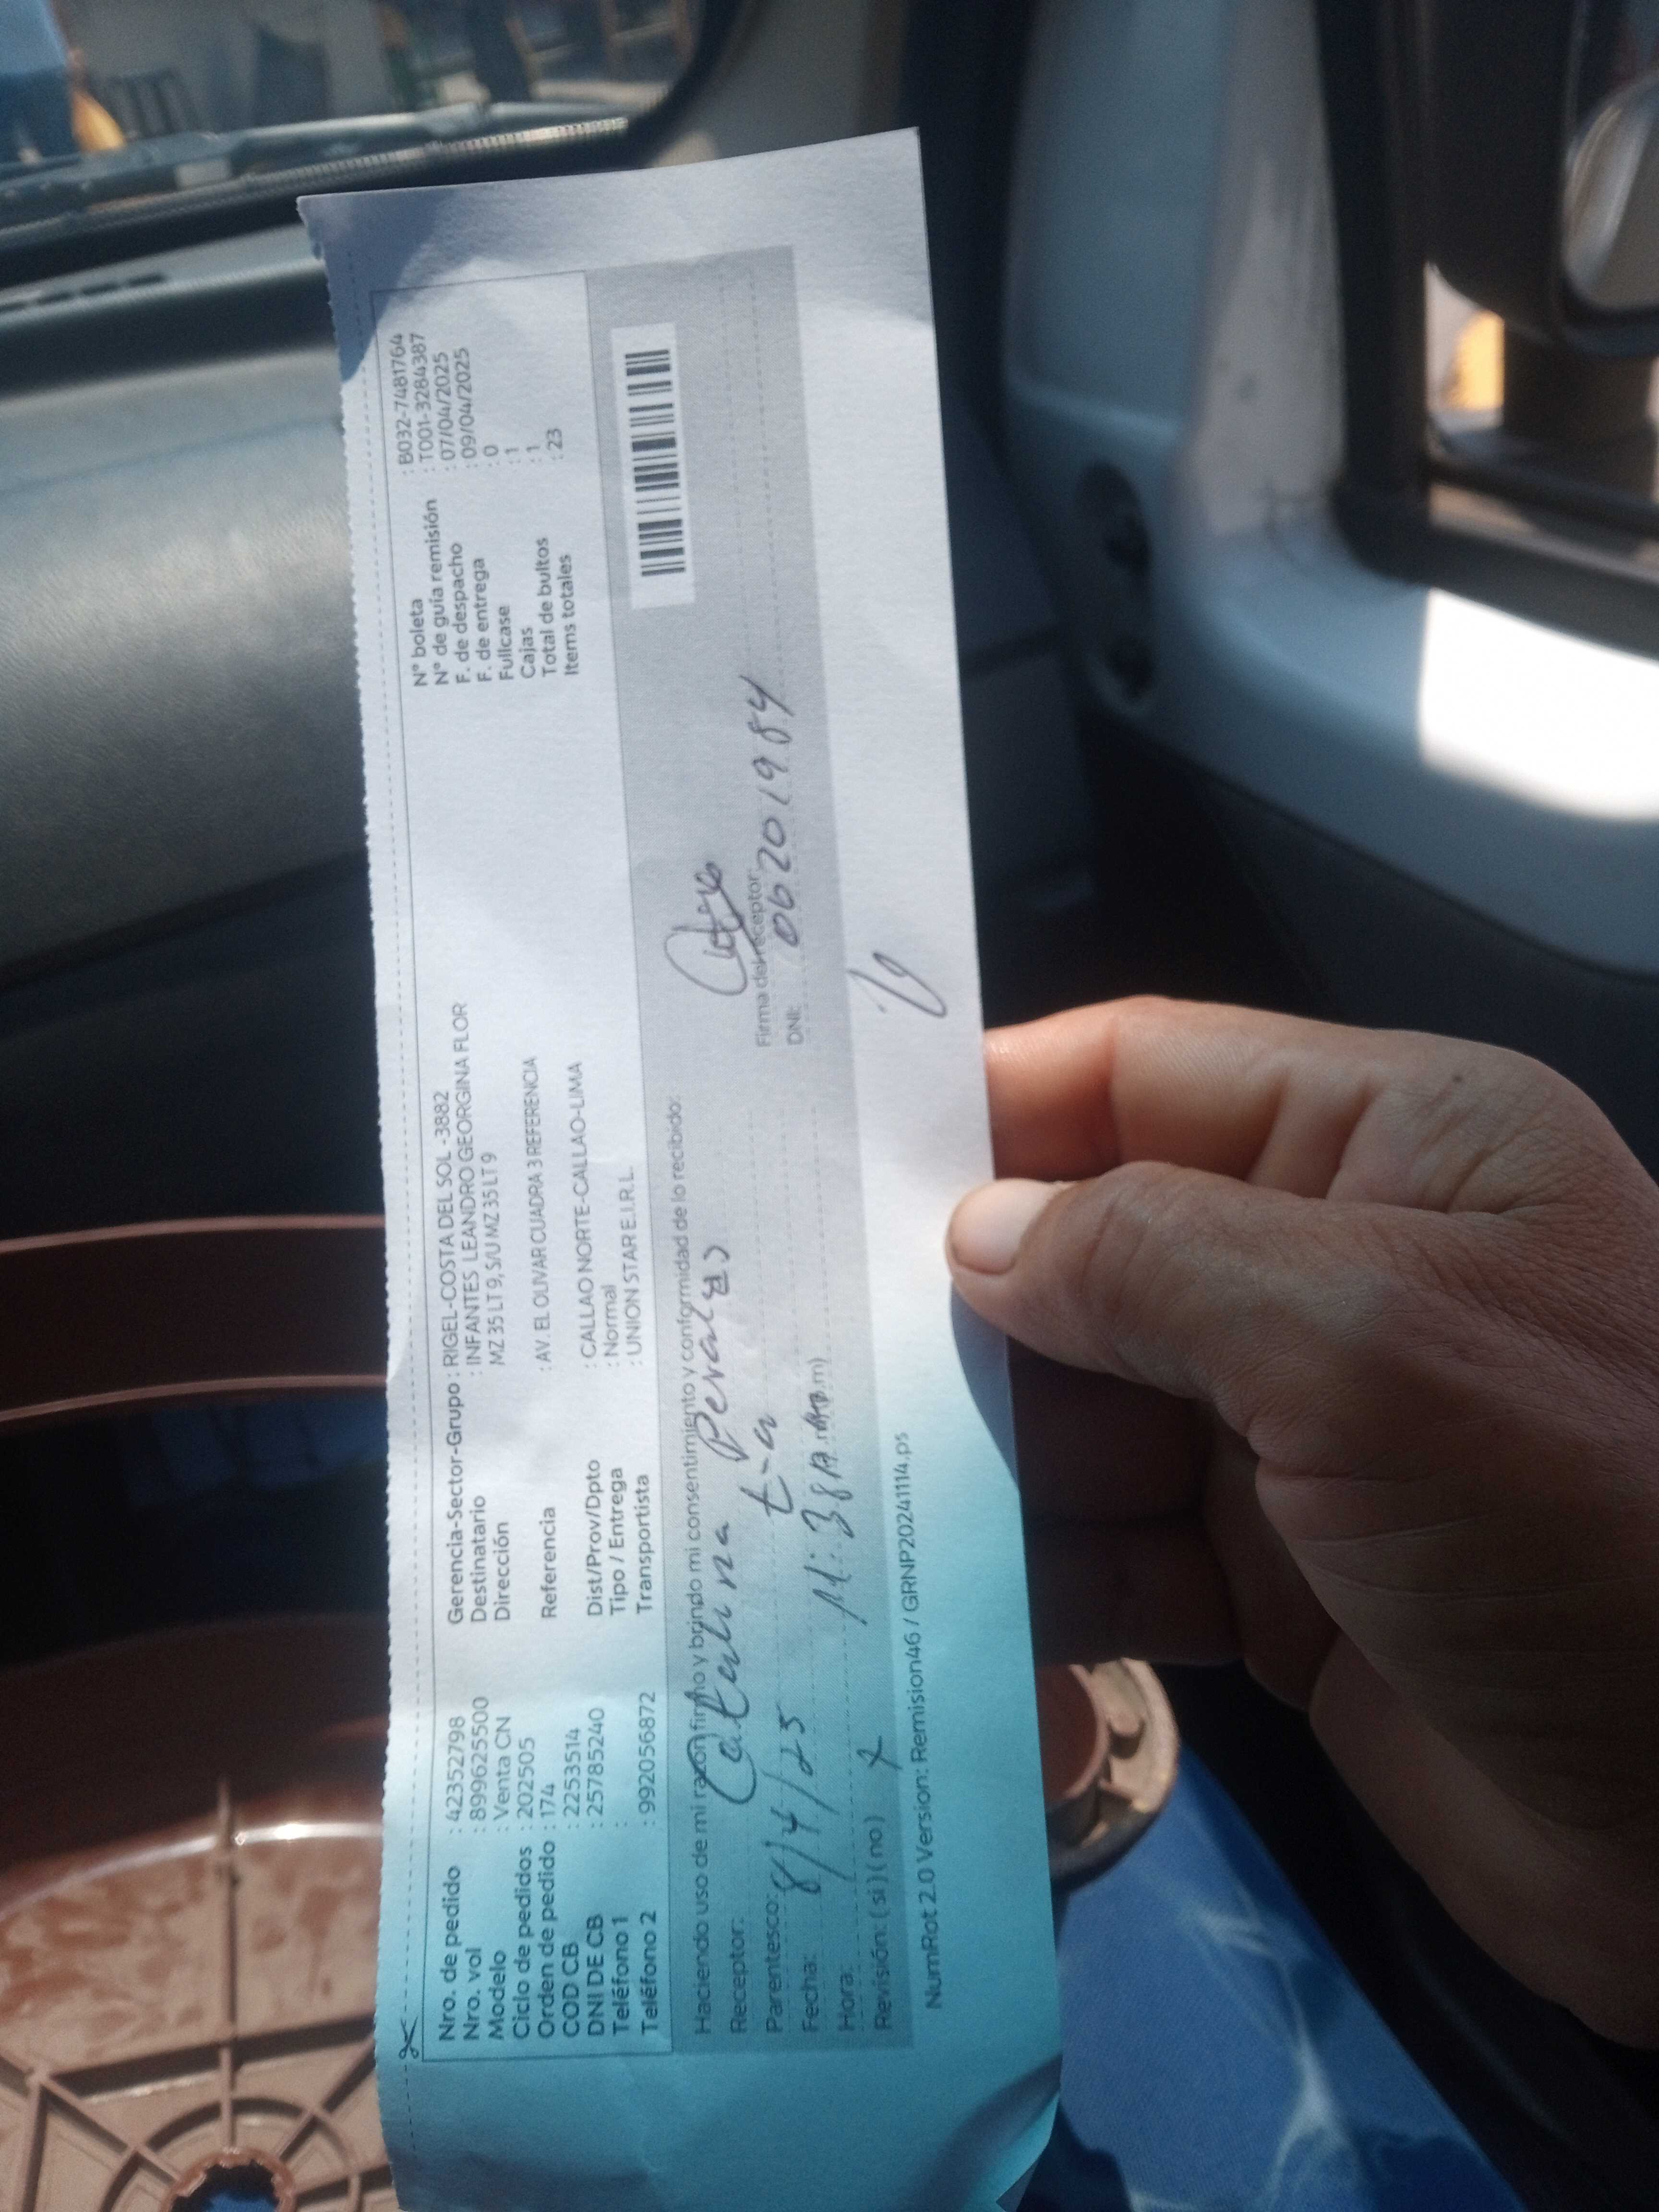 Nro. de pedido : 42352798
Nro. vol : 899625500
Modelo : Venta CN
Ciclo de pedidos : 202505
Orden de pedido : 174
COD CB : 2253514
DNI DE CB : 25785240
Teléfono 1 :
Teléfono 2 : 992056872
Gerencia-Sector-Grupo : RIGEL-COSTA DEL SOL -3882
Destinatario : INFANTES LEANDRO GEORGINA FLOR
Dirección MZ 35 LT 9, S/U MZ 35 LT 9
Referencia : AV. EL OLIVAR CUADRA 3 REFERENCIA
Dist/Prov/Dpto : CALLAO NORTE-CALLAO-LIMA
Tipo / Entrega : Normal
Transportista : UNION STAR E.I.R.L.
N° boleta : B032-7481764
N° de guía remisión : T001-3284387
F. de despacho : 07/04/2025
F. de entrega : 09/04/2025
Fullcase : 0
Cajas : 1
Total de bultos : 1
Items totales : 23
Haciendo uso de mi razón firmo y brindo mi consentimiento y conformidad de lo recibido:
Receptor: Catalina
Parentesco: t-a
Fecha: 8/4/25
Hora: 11:38 A.m
Revisión: ( si ) ( no ) x
Firma del receptor:
DNI: 06201984
NumRot 2.0 Version: Remision46 / GRNP20241114.ps